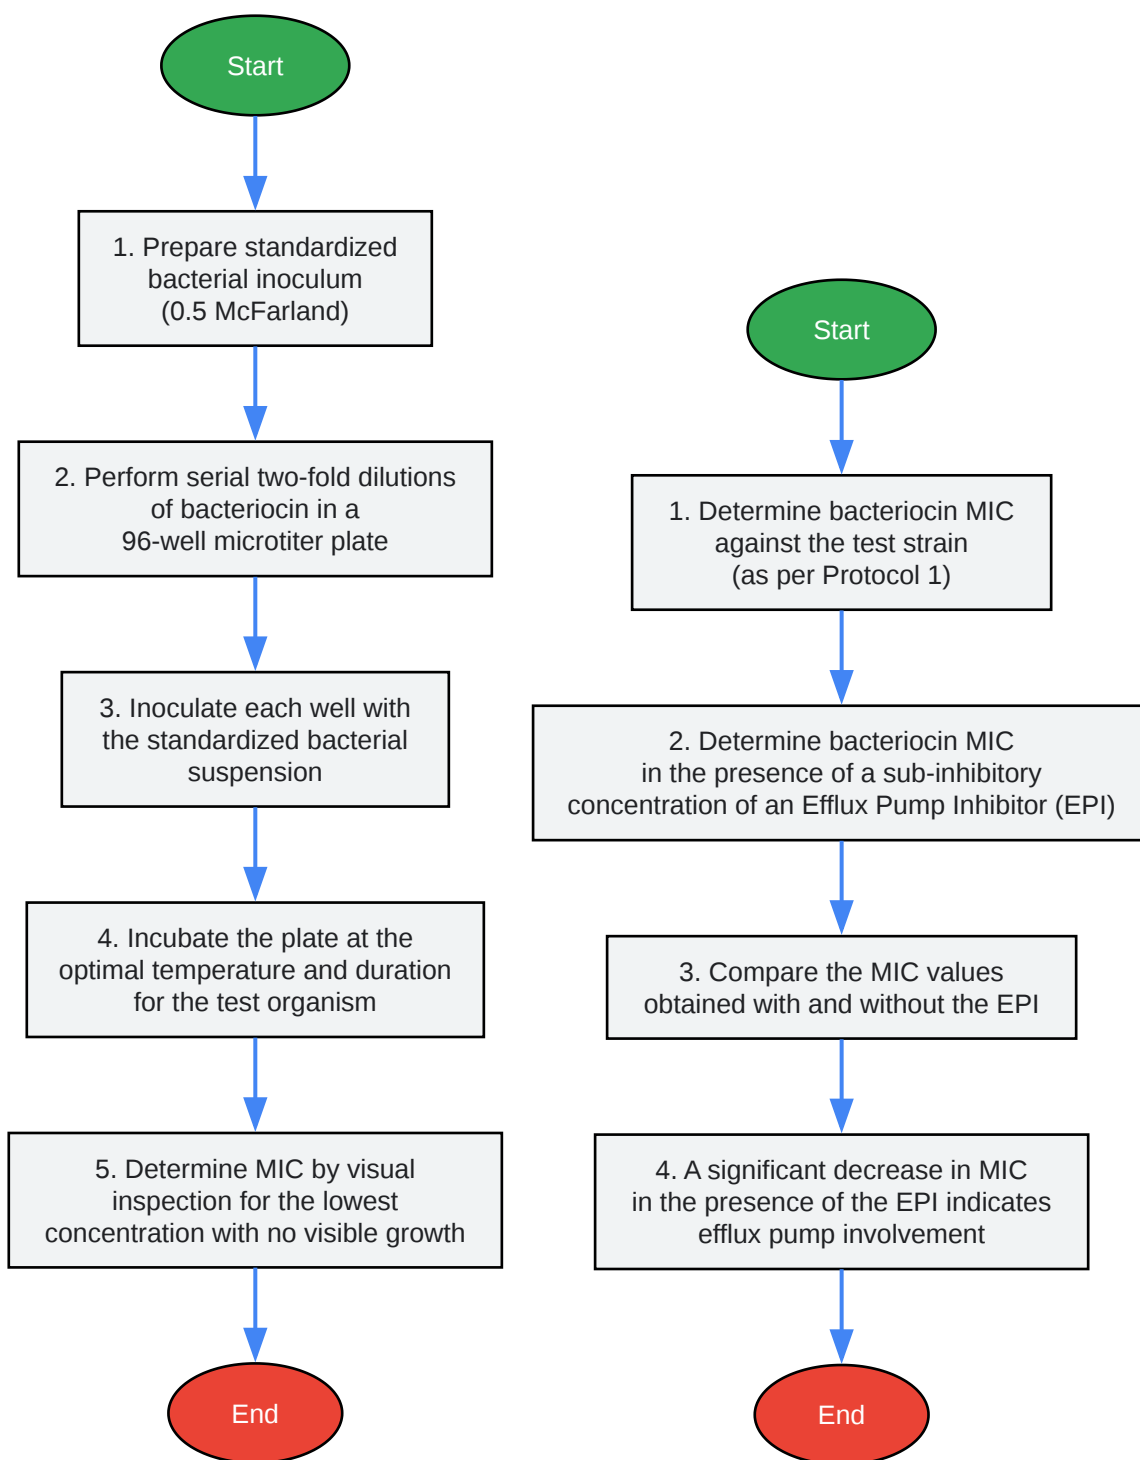 Start
1. Prepare standardized
bacterial inoculum
(0.5 McFarland)
2. Perform serial two-fold dilutions
of bacteriocin in a
96-well microtiter plate
3. Inoculate each well with
the standardized bacterial
suspension
4. Incubate the plate at the
optimal temperature and duration
for the test organism
5. Determine MIC by visual
inspection for the lowest
concentration with no visible growth
End
Start
1. Determine bacteriocin MIC
against the test strain
(as per Protocol 1)
2. Determine bacteriocin MIC
in the presence of a sub-inhibitory
concentration of an Efflux Pump Inhibitor (EPI)
3. Compare the MIC values
obtained with and without the EPI
4. A significant decrease in MIC
in the presence of the EPI indicates
efflux pump involvement
End